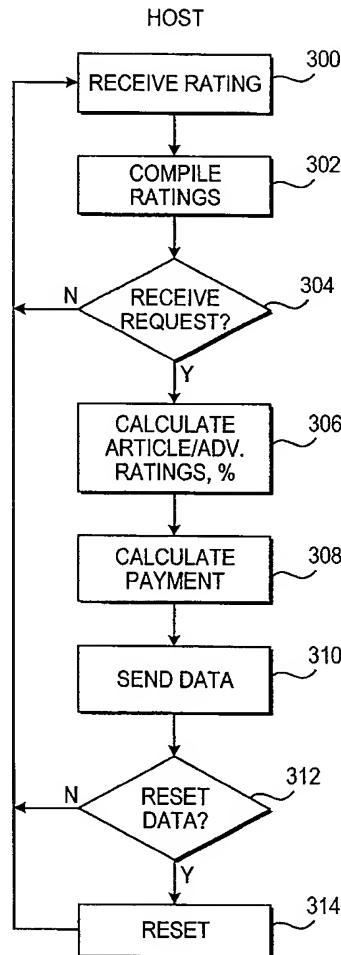 HOST
RECEIVE RATING
300
COMPILE
RATINGS
302
RECEIVE
REQUEST?
304
N
Y
CALCULATE
ARTICLE/ADV.
RATINGS, %
306
CALCULATE
PAYMENT
308
SEND DATA
310
RESET
DATA?
312
N
Y
RESET
314